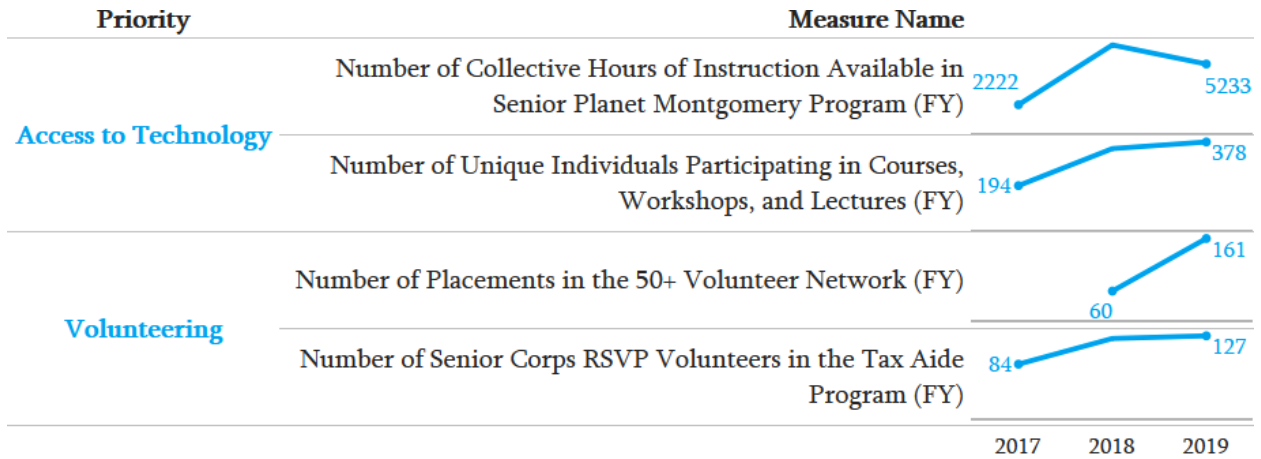 Priority
Measure Name
Number of Collective Hours of Instruction Available in
Senior Planet Montgomery Program (FY)
2222
5233
Access to Technology
Number of Unique Individuals Participating in Courses,
Workshops, and Lectures (FY)
194
378
Number of Placements in the 50+ Volunteer Network (FY)
60
161
Volunteering
Number of Senior Corps RSVP Volunteers in the Tax Aide
Program (FY)
84
127
2017 2018 2019